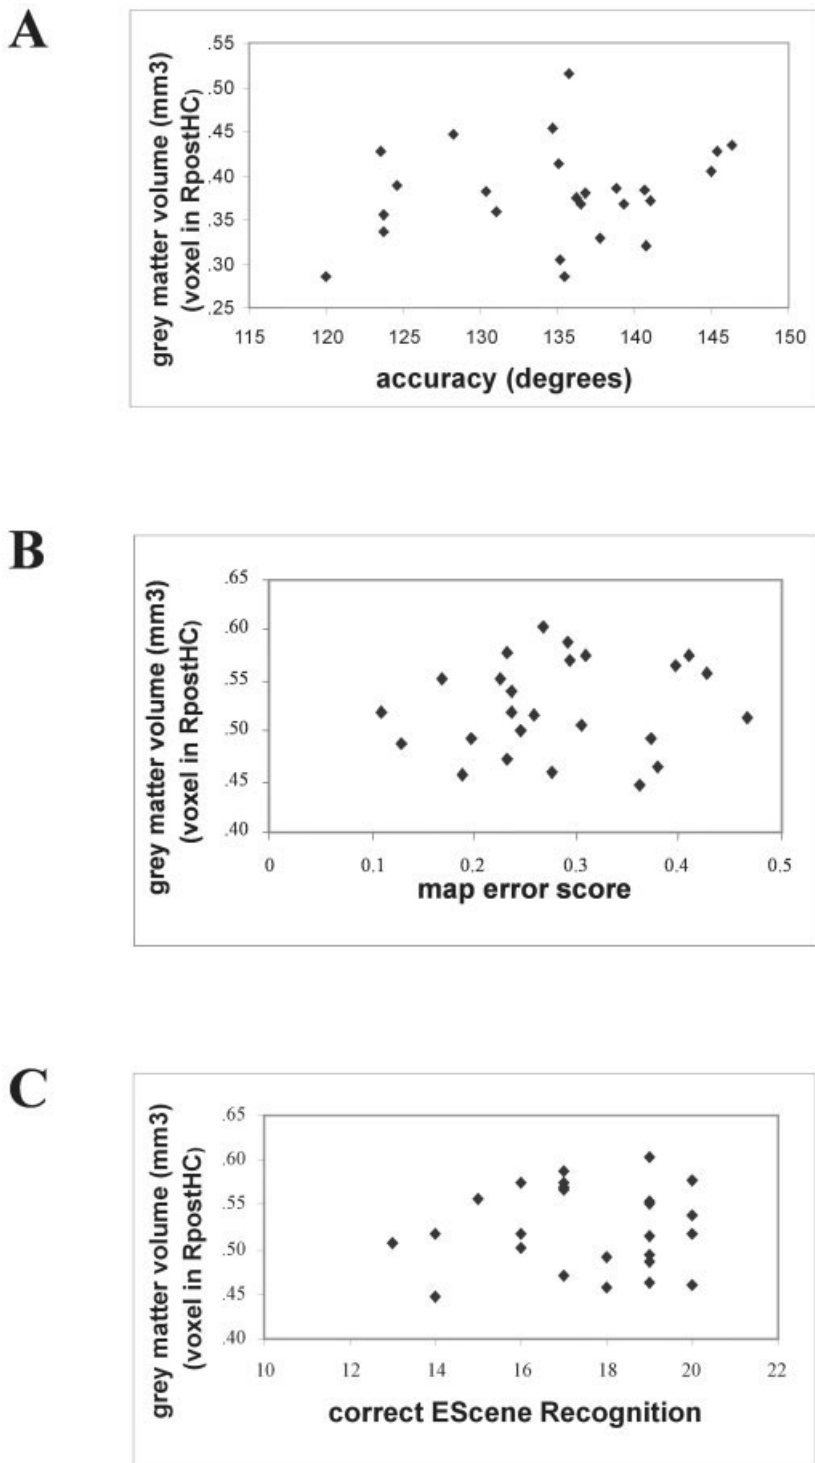 A
grey matter volume (mm3)
(voxel in RpostHC)
.55
.50
.45
.40
.35
.30
.25
115 120 125 130 135 140 145 150
accuracy (degrees)
B
grey matter volume (mm3)
(voxel in RpostHC)
.65
.60
.55
.50
.45
.40
0 0.1 0.2 0.3 0.4 0.5
map error score
C
grey matter volume (mm3)
(voxel in RpostHC)
.65
.60
.55
.50
.45
.40
10 12 14 16 18 20 22
correct EScene Recognition